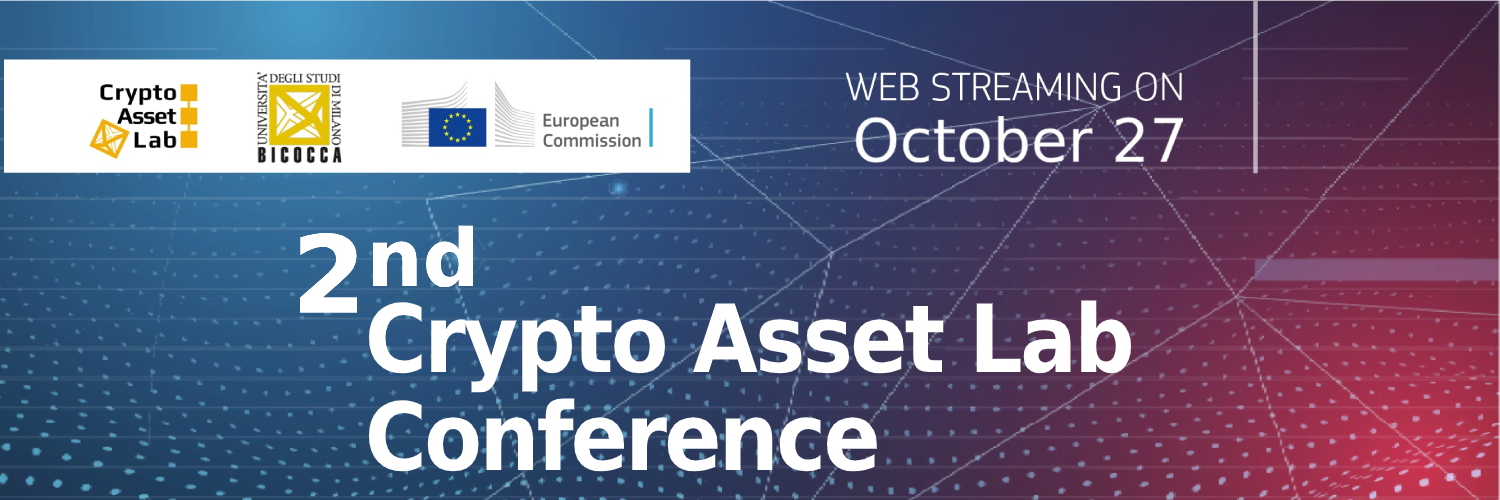 Crypto
Asset
Lab
UNIVERSITA' DEGLI STUDI DI MILANO
BICOCCA
European
Commission
WEB STREAMING ON
October 27
2nd
Crypto Asset Lab
Conference